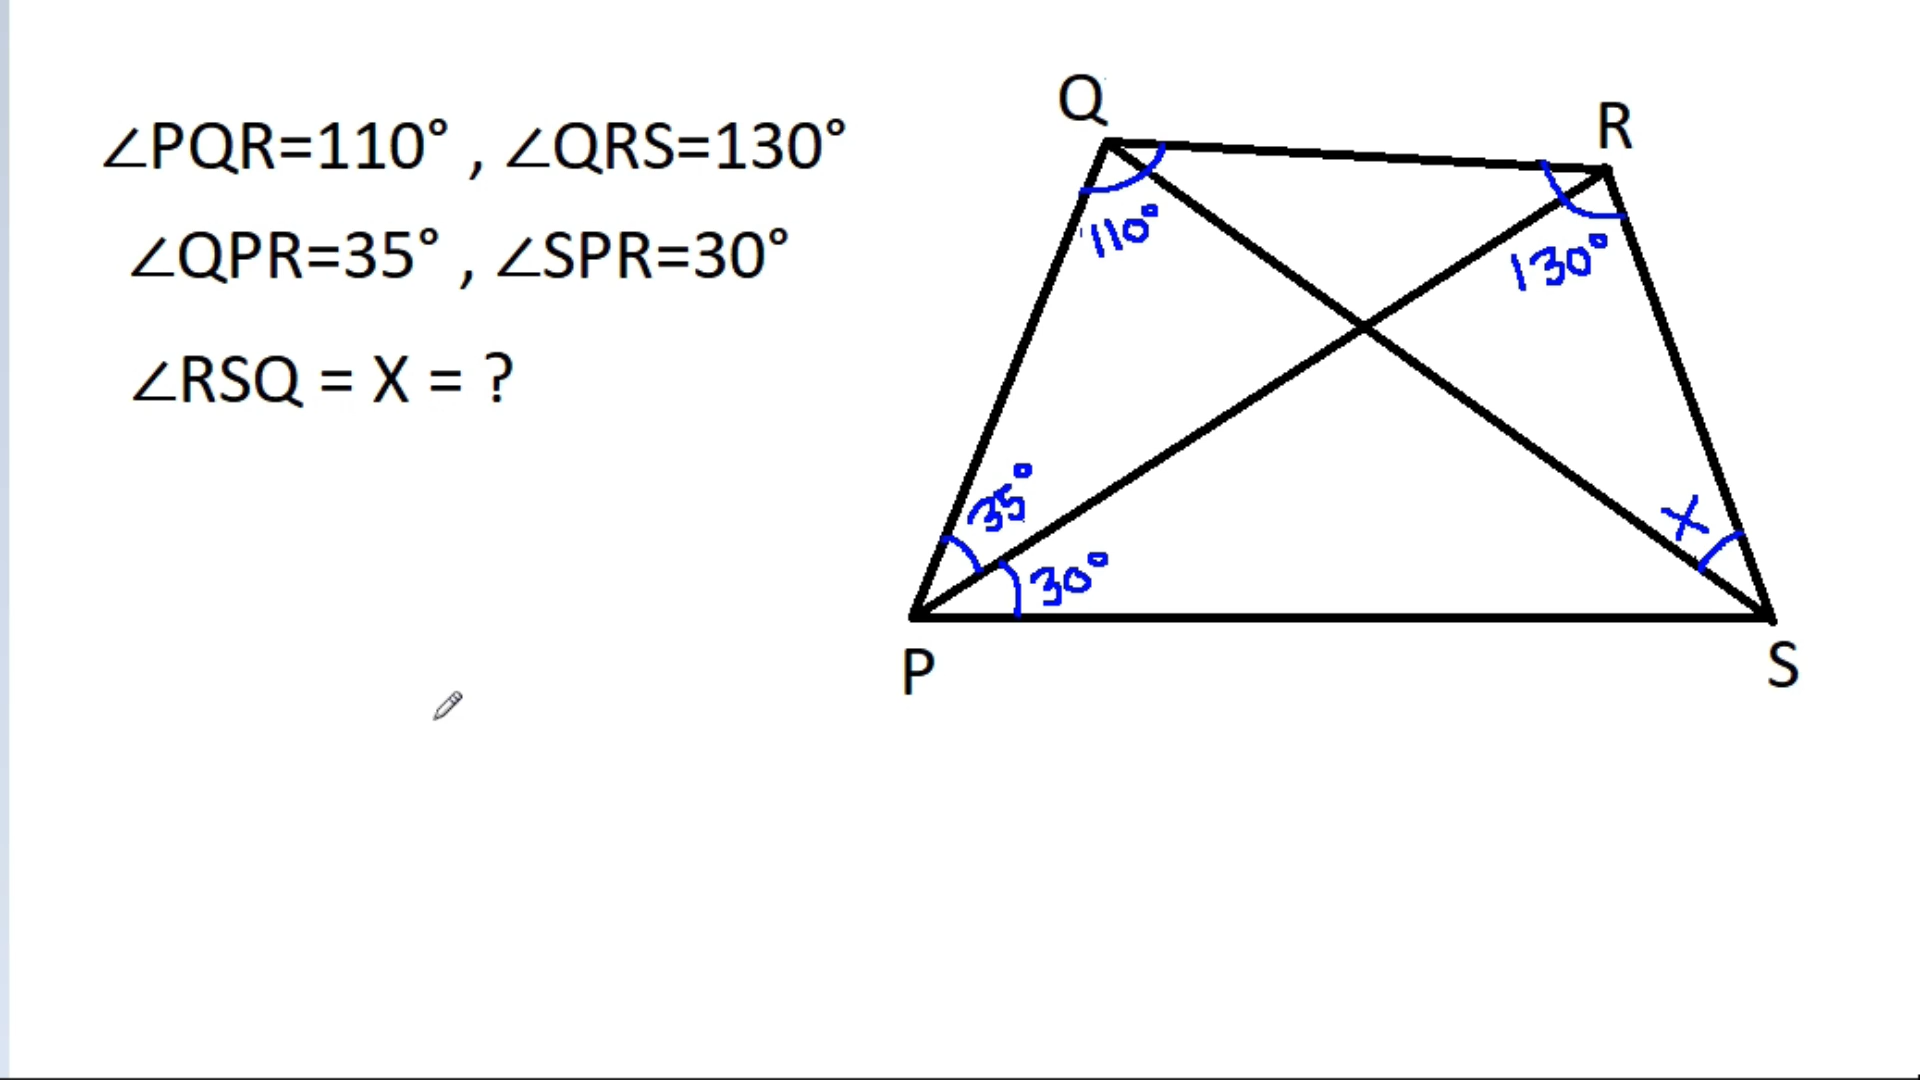 ∠PQR=110° , ∠QRS=130°
∠QPR=35° , ∠SPR=30°
∠RSQ = X = ?
Q
R
110°
130°
35°
30°
X
P
S